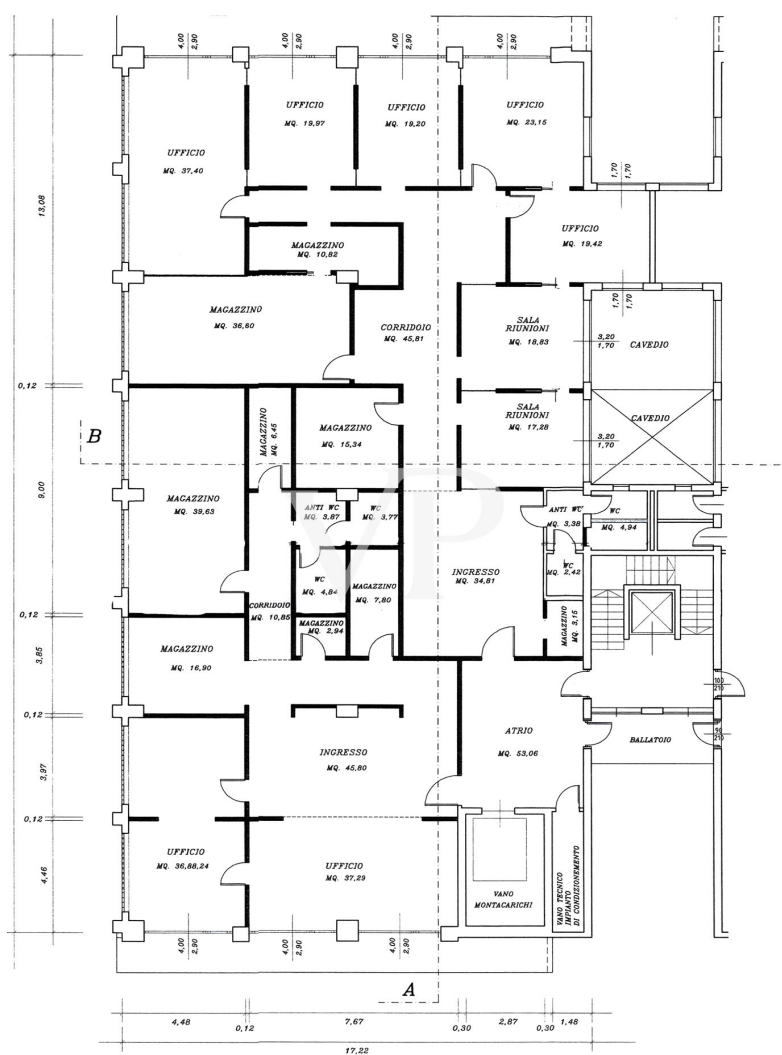 4,00
2,90
4,00
2,90
4,00
2,90
4,00
2,90
UFFICIO
MQ. 19,97
UFFICIO
MQ. 19,20
UFFICIO
MQ. 23,15
UFFICIO
MQ. 37,40
1,70
1,70
13,08
UFFICIO
MQ. 19,42
MAGAZZINO
MQ. 10,82
MAGAZZINO
MQ. 36,60
CORRIDOIO
MQ. 45,81
SALA
RIUNIONI
MQ. 18,83
1,70
1,70
3,20
1,70
CAVEDIO
0,12
B
MAGAZZINO
MQ. 6,45
MAGAZZINO
MQ. 15,34
SALA
RIUNIONI
MQ. 17,28
CAVEDIO
3,20
1,70
9,00
MAGAZZINO
MQ. 39,63
ANTI WC
MQ. 3,87
WC
MQ. 3,77
ANTI WC
MQ. 3,38
WC
MQ. 4,94
VP
INGRESSO
MQ. 34,81
WC
MQ. 2,42
WC
MQ. 4,84
MAGAZZINO
MQ. 7,80
CORRIDOIO
MQ. 10,85
MAGAZZINO
MQ. 2,94
MAGAZZINO
MQ. 3,15
0,12
3,85
MAGAZZINO
MQ. 16,90
100
210
0,12
90
210
ATRIO
MQ. 53,06
BALLATOIO
INGRESSO
MQ. 45,80
3,97
0,12
UFFICIO
MQ. 36,88,24
UFFICIO
MQ. 37,29
4,46
VANO
MONTACARICHI
VANO TECNICO
IMPIANTO
DI CONDIZIONEMENTO
4,00
2,90
4,00
2,90
4,00
2,90
A
4,48
0,12
7,67
0,30
2,87
0,30
1,48
17,22